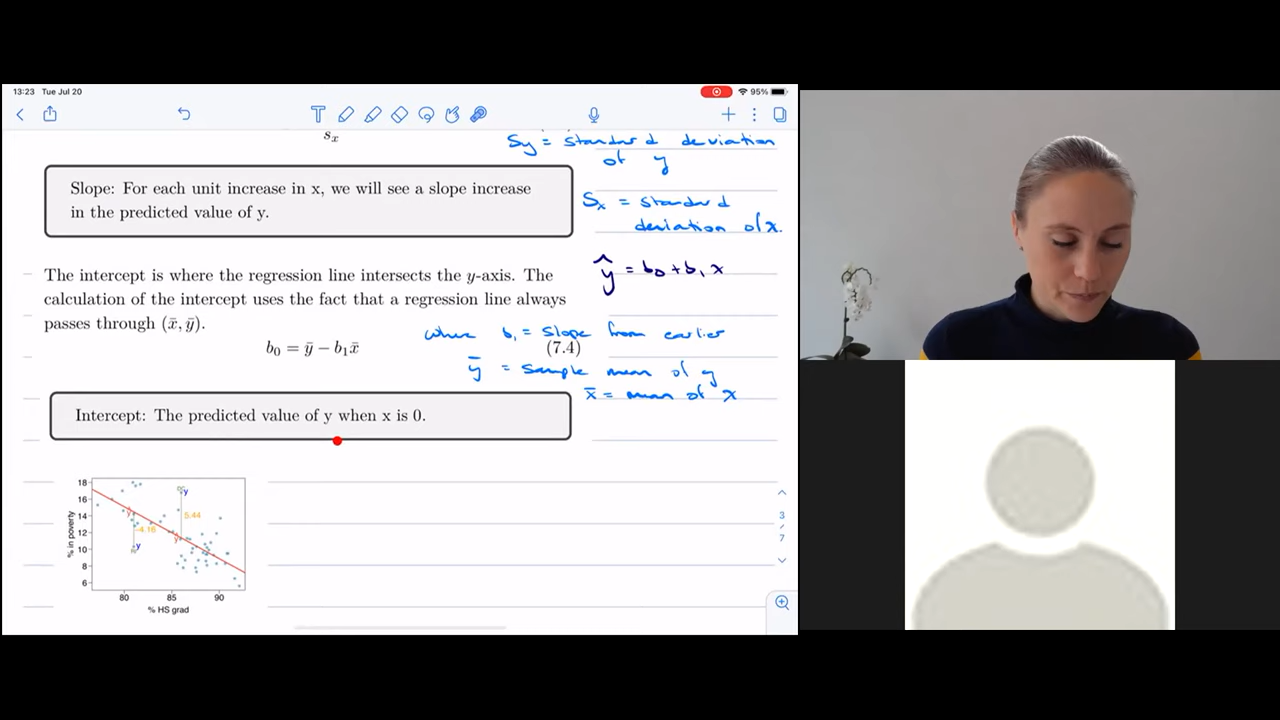 13:23 Tue Jul 20
95%
s_x
Sy = standard deviation
of y
Slope: For each unit increase in x, we will see a slope increase
in the predicted value of y.
Sx = standard
deviation of x.
ŷ = b0 + b1 x
The intercept is where the regression line intersects the y-axis. The
calculation of the intercept uses the fact that a regression line always
passes through (x̄, ȳ).
where b1 = slope from earlier
b0 = ȳ − b1x̄
(7.4)
ȳ = sample mean of y
x̄ = mean of x
Intercept: The predicted value of y when x is 0.
3
/
7
% in poverty
18
16
14
12
10
8
6
y
5.44
-4.16
y
80 85 90
% HS grad